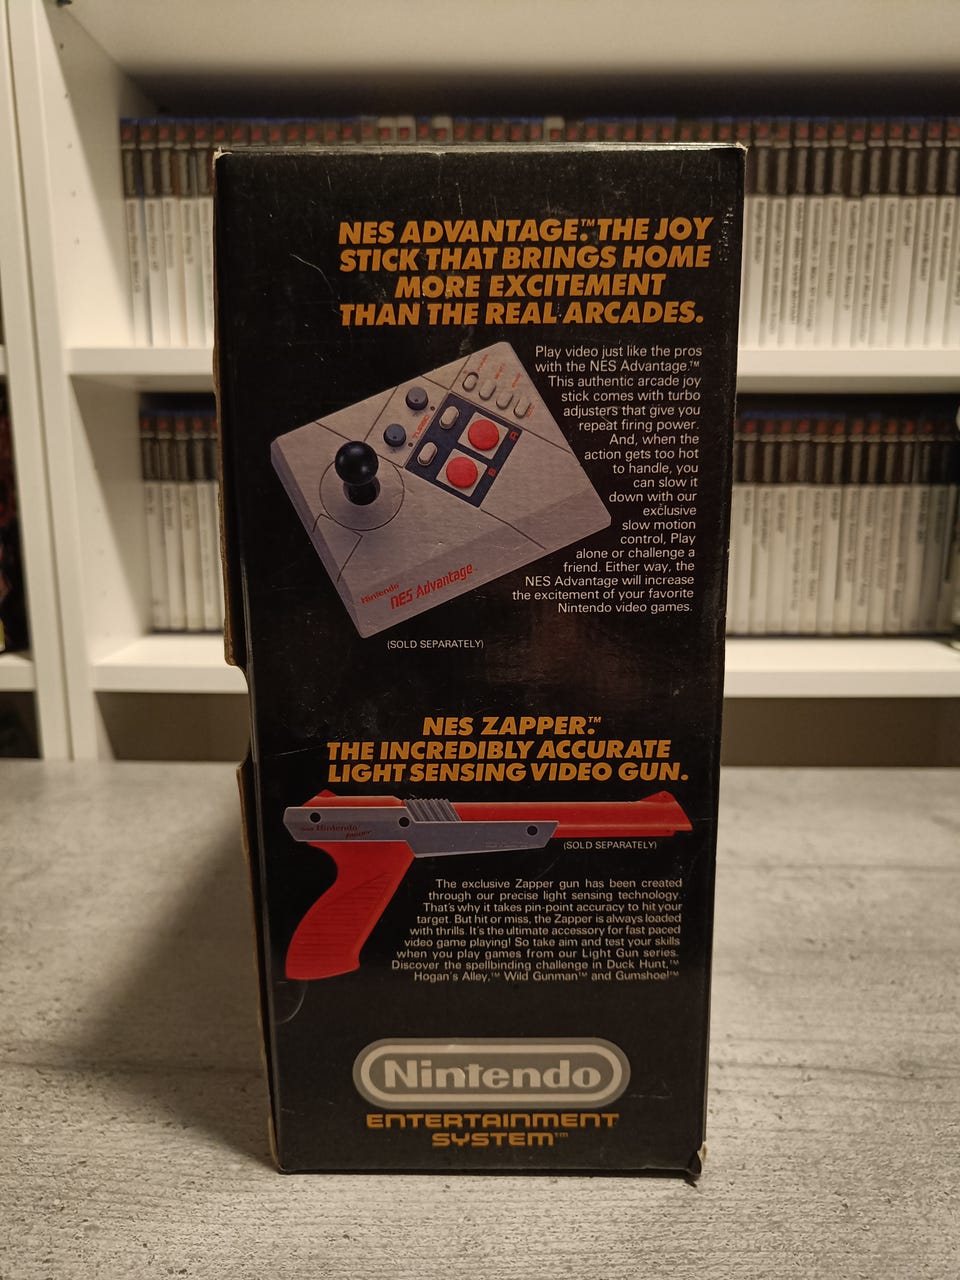 NES ADVANTAGE.™ THE JOY
STICK THAT BRINGS HOME
MORE EXCITEMENT
THAN THE REAL ARCADES.
Play video just like the pros
with the NES Advantage.™
This authentic arcade joy
stick comes with turbo
adjusters that give you
repeat firing power.
And, when the
action gets too hot
to handle, you
can slow it
down with our
exclusive
slow motion
control, Play
alone or challenge a
friend. Either way, the
NES Advantage will increase
the excitement of your favorite
Nintendo video games.
TURBO
A
B
Nintendo
NES Advantage™
(SOLD SEPARATELY)
NES ZAPPER.™
THE INCREDIBLY ACCURATE
LIGHT SENSING VIDEO GUN.
Nintendo
Zapper
(SOLD SEPARATELY)
The exclusive Zapper gun has been created
through our precise light sensing technology.
That's why it takes pin-point accuracy to hit your
target. But hit or miss, the Zapper is always loaded
with thrills. It's the ultimate accessory for fast paced
video game playing! So take aim and test your skills
when you play games from our Light Gun series.
Discover the spellbinding challenge in Duck Hunt,™
Hogan's Alley,™ Wild Gunman™ and Gumshoe!™
Nintendo
ENTERTAINMENT
SYSTEM™